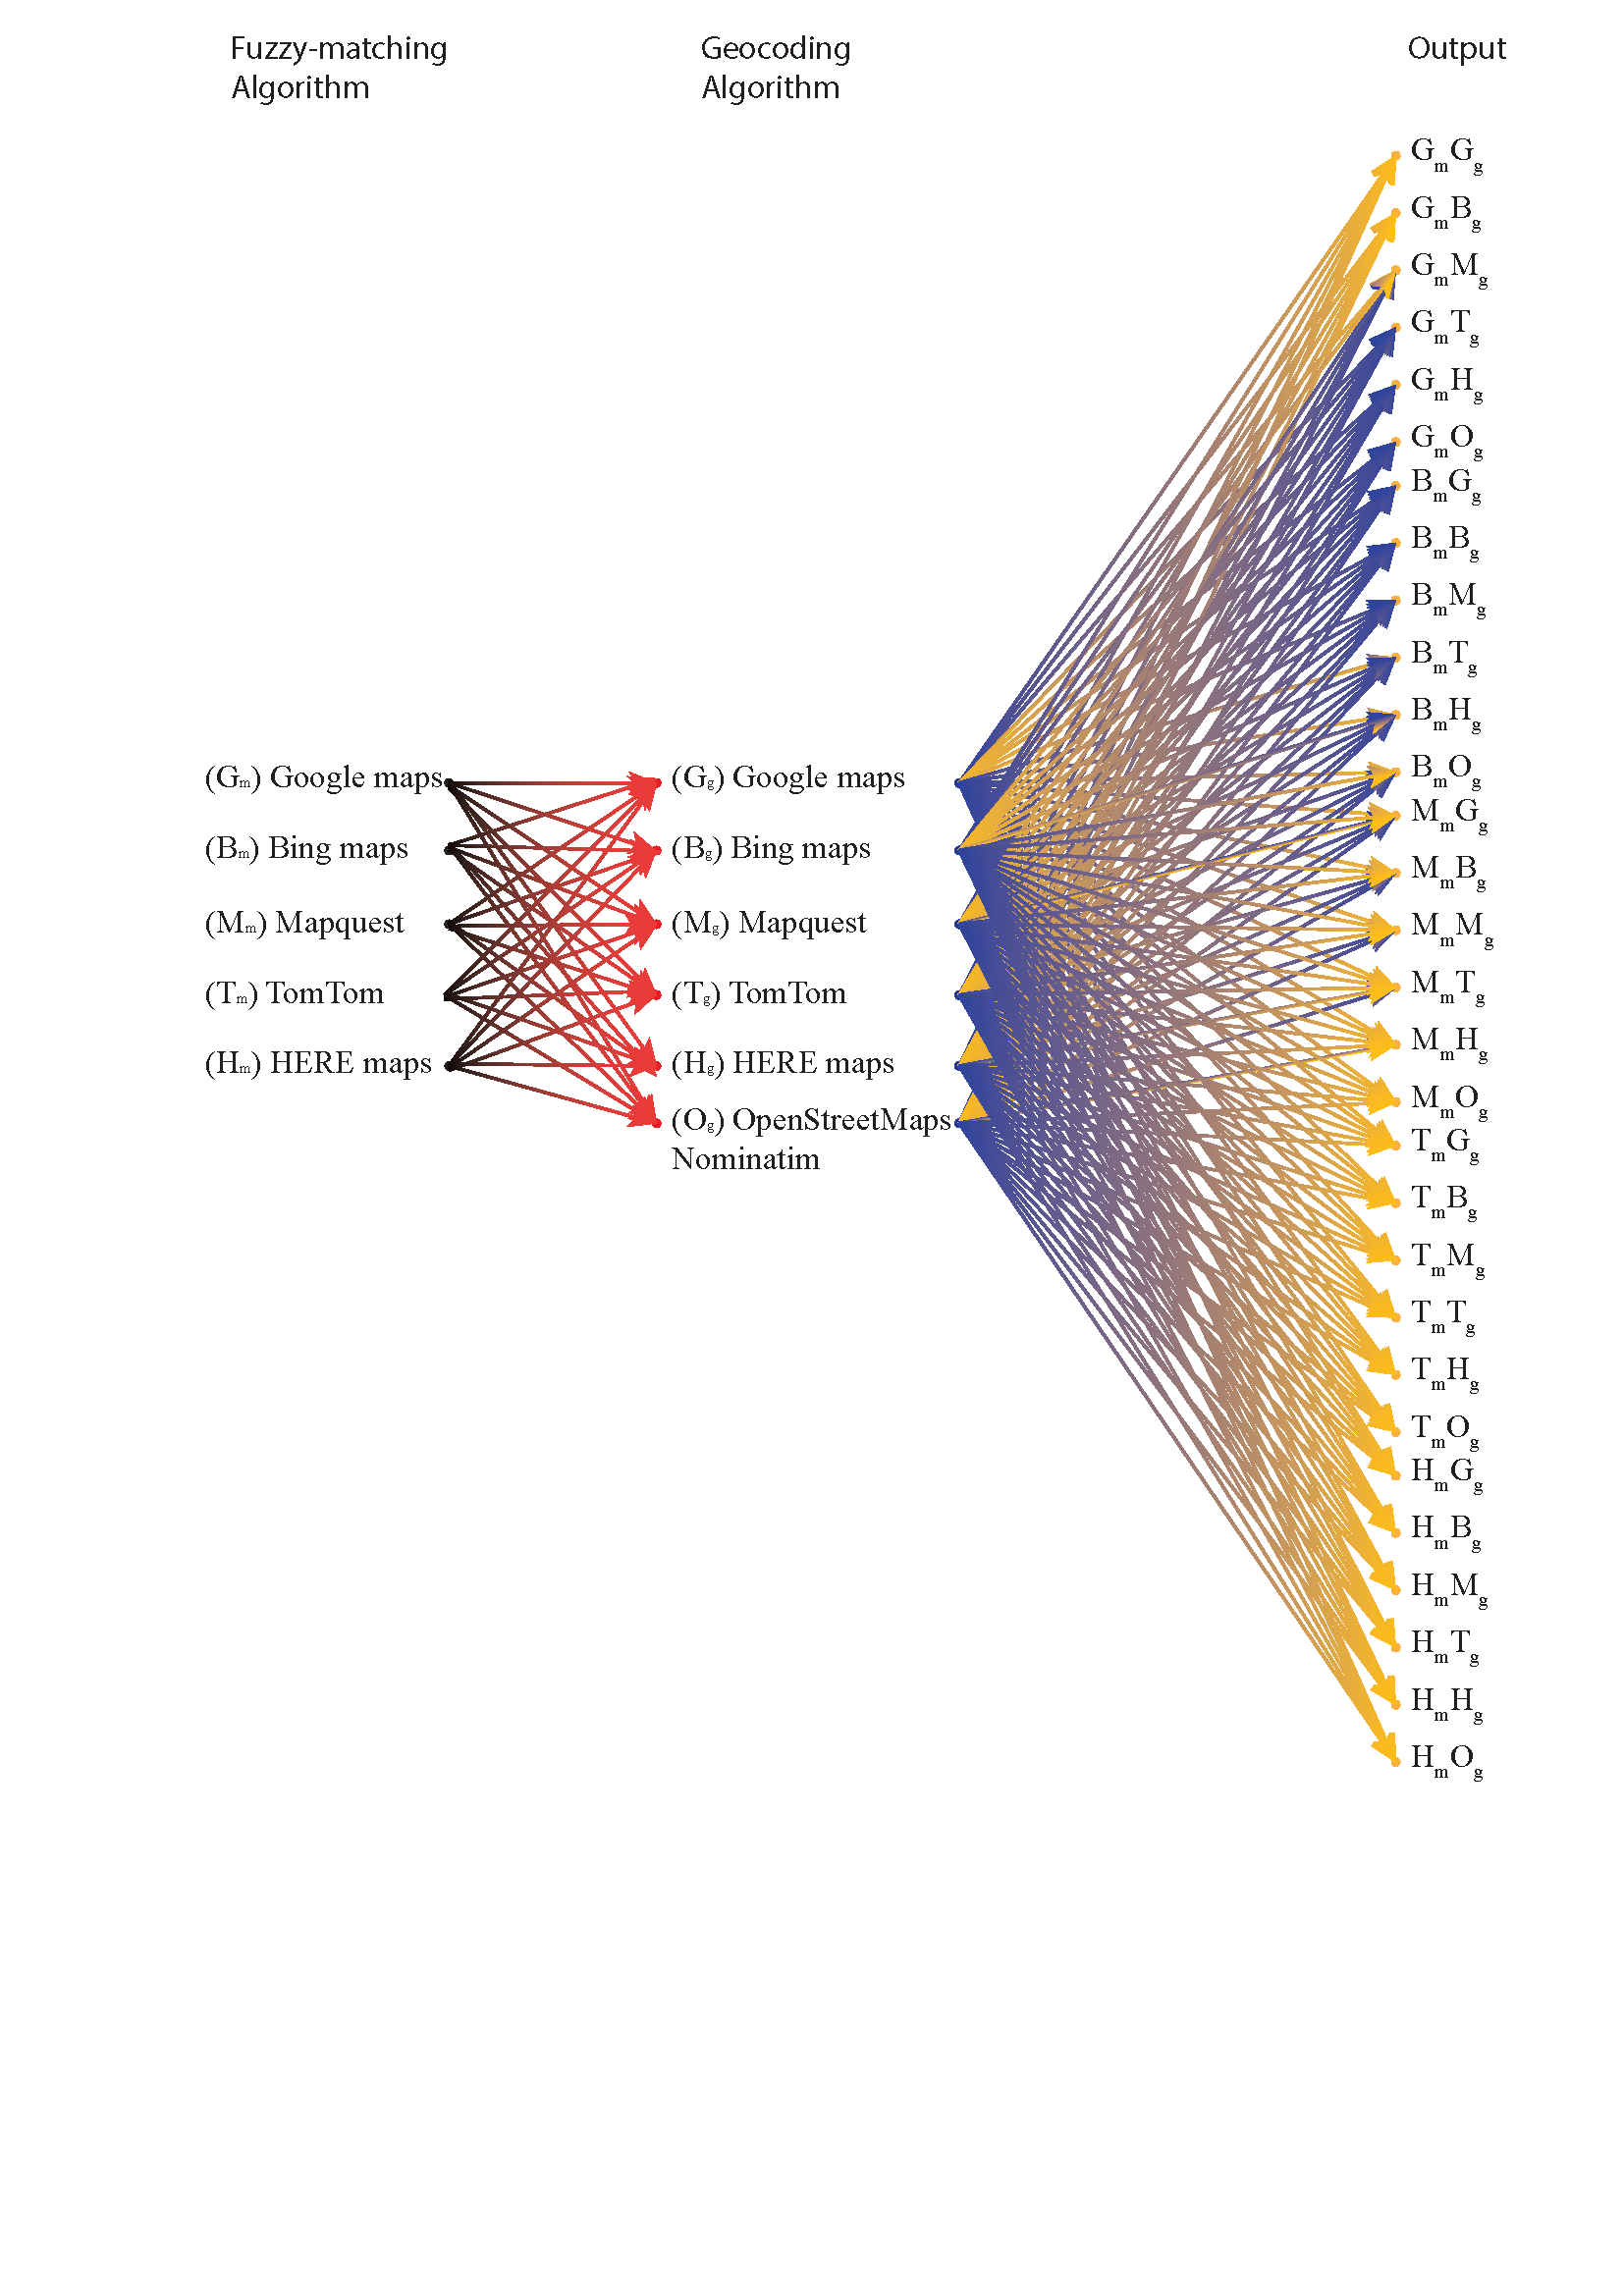 Fuzzy-matching
Algorithm
Geocoding
Algorithm
Output
(Gm) Google maps
(Bm) Bing maps
(Mm) Mapquest
(Tm) TomTom
(Hm) HERE maps
(Gg) Google maps
(Bg) Bing maps
(Mg) Mapquest
(Tg) TomTom
(Hg) HERE maps
(Og) OpenStreetMaps
Nominatim
GmGg
GmBg
GmMg
GmTg
GmHg
GmOg
BmGg
BmBg
BmMg
BmTg
BmHg
BmOg
MmGg
MmBg
MmMg
MmTg
MmHg
MmOg
TmGg
TmBg
TmMg
TmTg
TmHg
TmOg
HmGg
HmBg
HmMg
HmTg
HmHg
HmOg